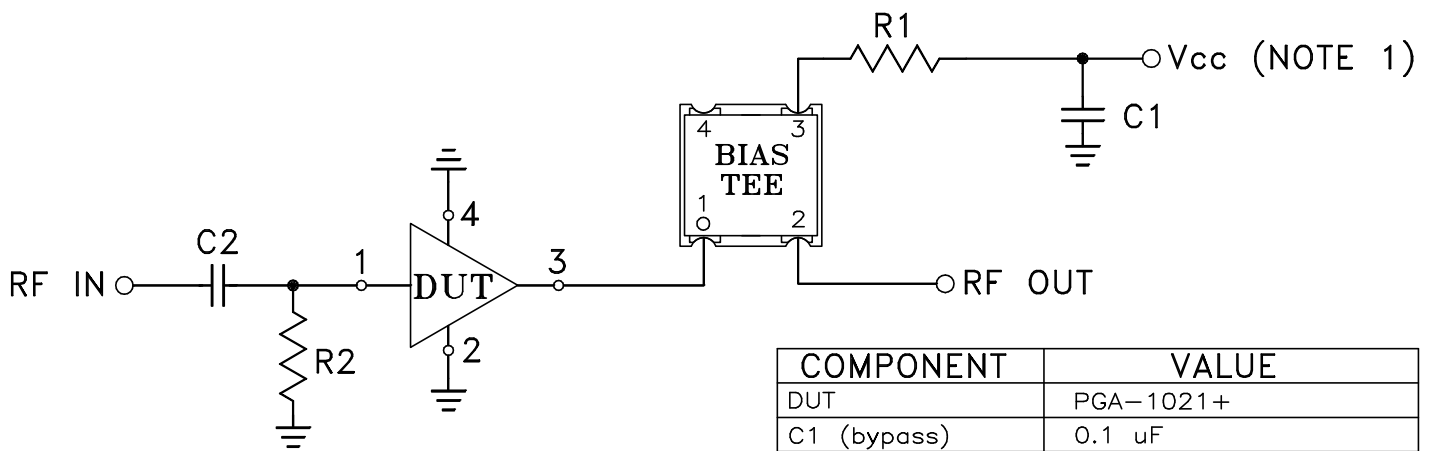 R1
Vcc (NOTE 1)
C1
4
3
BIAS
TEE
1
2
4
C2
1
3
RF IN
DUT
RF OUT
R2
2
COMPONENT VALUE
DUT PGA-1021+
C1 (bypass) 0.1 uF